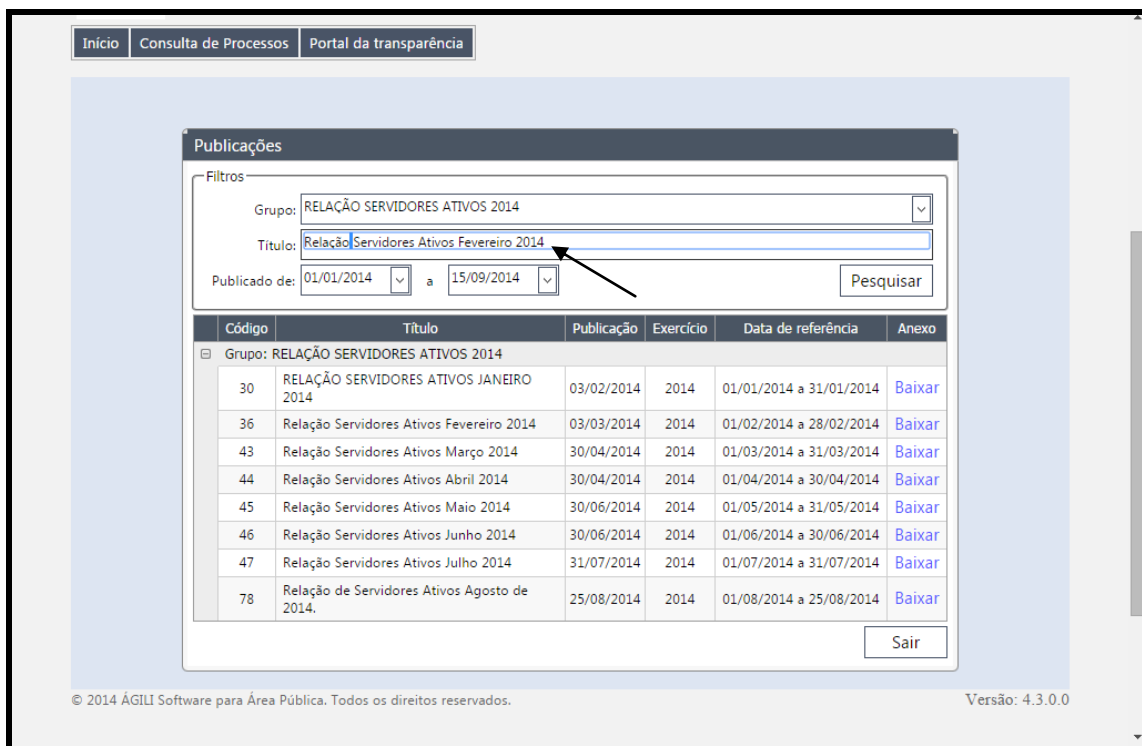 Início Consulta de Processos Portal da transparência
Publicações
Filtros
Grupo: RELAÇÃO SERVIDORES ATIVOS 2014
Título: Relação Servidores Ativos Fevereiro 2014
Publicado de: 01/01/2014 a 15/09/2014 Pesquisar
Código Título Publicação Exercício Data de referência Anexo
Grupo: RELAÇÃO SERVIDORES ATIVOS 2014
30 RELAÇÃO SERVIDORES ATIVOS JANEIRO
2014 03/02/2014 2014 01/01/2014 a 31/01/2014 Baixar
36 Relação Servidores Ativos Fevereiro 2014 03/03/2014 2014 01/02/2014 a 28/02/2014 Baixar
43 Relação Servidores Ativos Março 2014 30/04/2014 2014 01/03/2014 a 31/03/2014 Baixar
44 Relação Servidores Ativos Abril 2014 30/04/2014 2014 01/04/2014 a 30/04/2014 Baixar
45 Relação Servidores Ativos Maio 2014 30/06/2014 2014 01/05/2014 a 31/05/2014 Baixar
46 Relação Servidores Ativos Junho 2014 30/06/2014 2014 01/06/2014 a 30/06/2014 Baixar
47 Relação Servidores Ativos Julho 2014 31/07/2014 2014 01/07/2014 a 31/07/2014 Baixar
78 Relação de Servidores Ativos Agosto de
2014. 25/08/2014 2014 01/08/2014 a 25/08/2014 Baixar
Sair
© 2014 ÁGILI Software para Área Pública. Todos os direitos reservados. Versão: 4.3.0.0